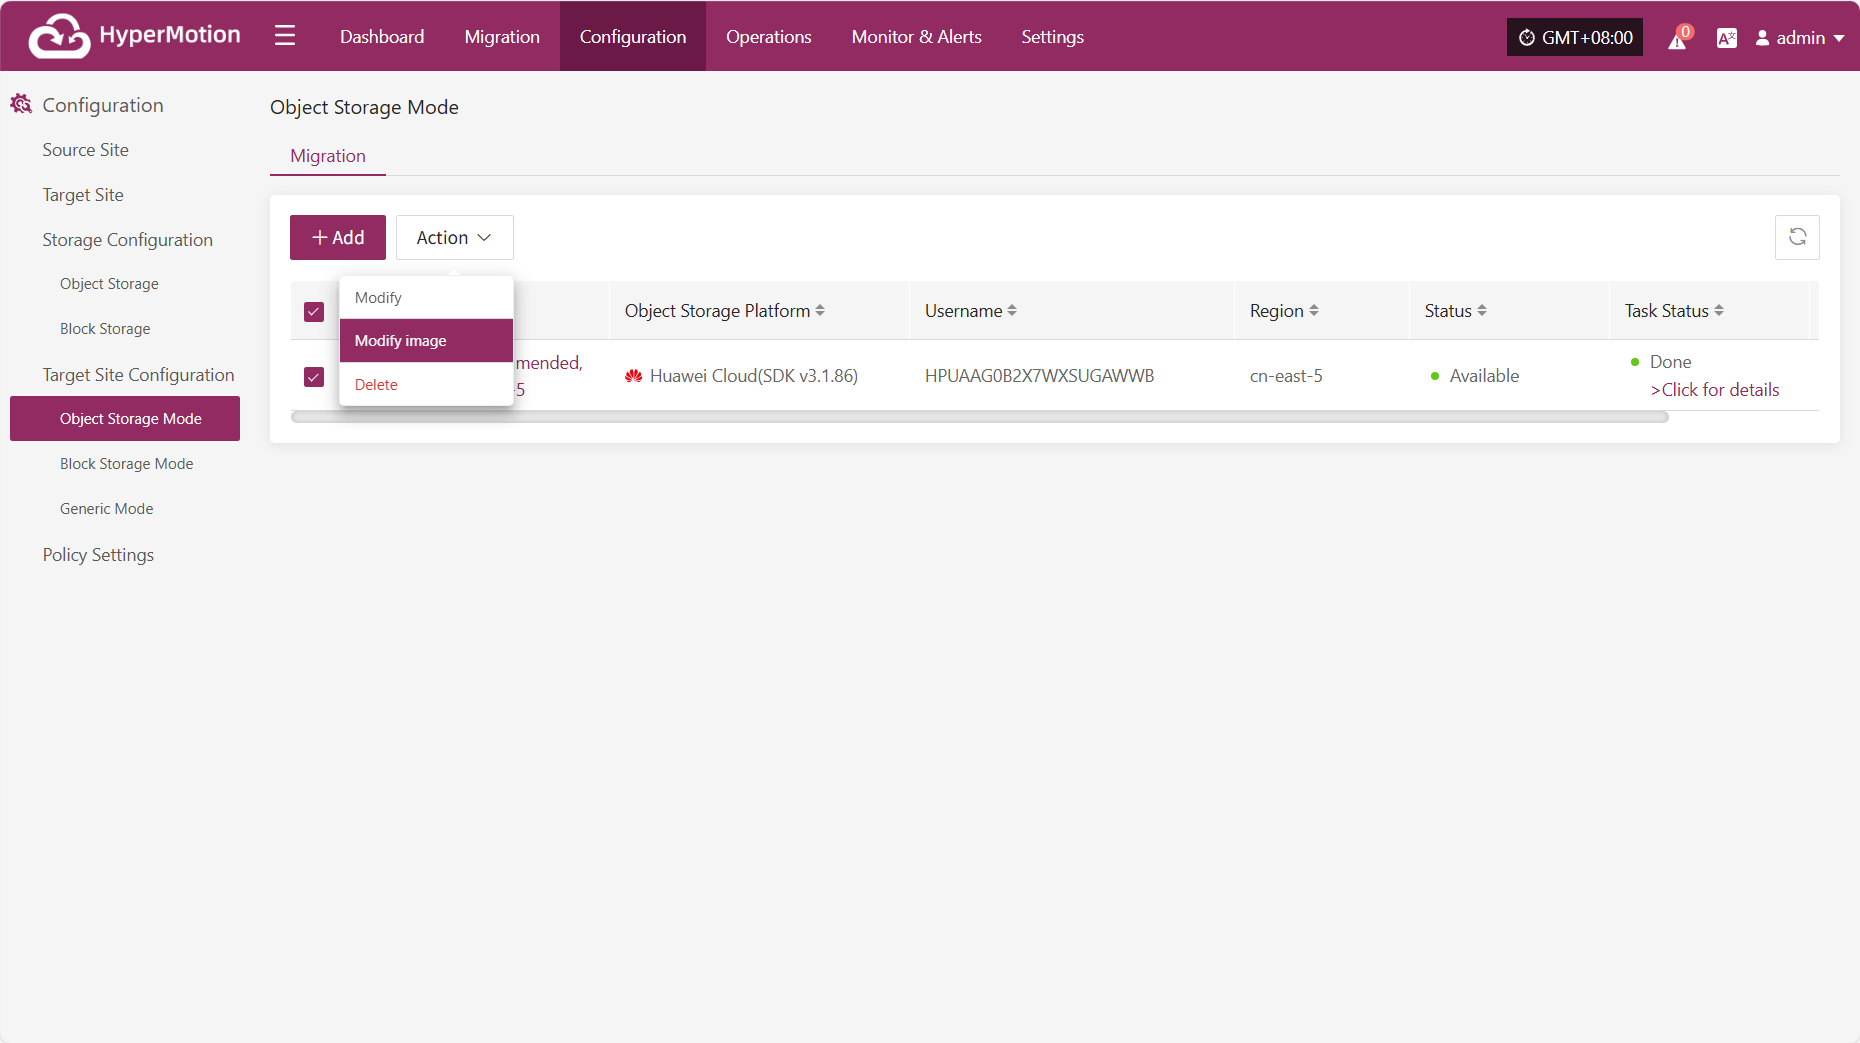 HyperMotion
Dashboard
Migration
Configuration
Operations
Monitor & Alerts
Settings
GMT+08:00
0
admin
Configuration
Source Site
Target Site
Storage Configuration
Object Storage
Block Storage
Target Site Configuration
Object Storage Mode
Block Storage Mode
Generic Mode
Policy Settings
Object Storage Mode
Migration
+ Add
Action
Modify
Modify image
Delete
Object Storage Platform
Username
Region
Status
Task Status
mended,
-5
Huawei Cloud(SDK v3.1.86)
HPUAAG0B2X7WXSUGAWWB
cn-east-5
Available
Done
>Click for details